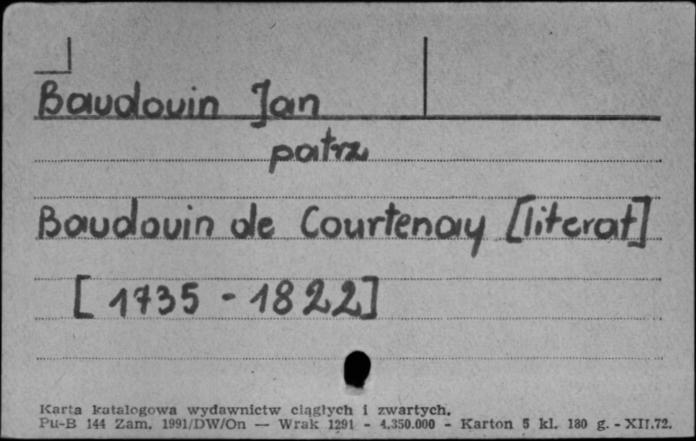 Baudouin Jan
patrz
Baudouin de Courtenay [literat]
[1735 - 1822]
Karta katalogowa wydawnictw ciągłych i zwartych.
Pu-B 144 Zam. 1991/DW/On — Wrak 1291 - 4.350.000 - Karton 5 kl. 180 g. - XII.72.